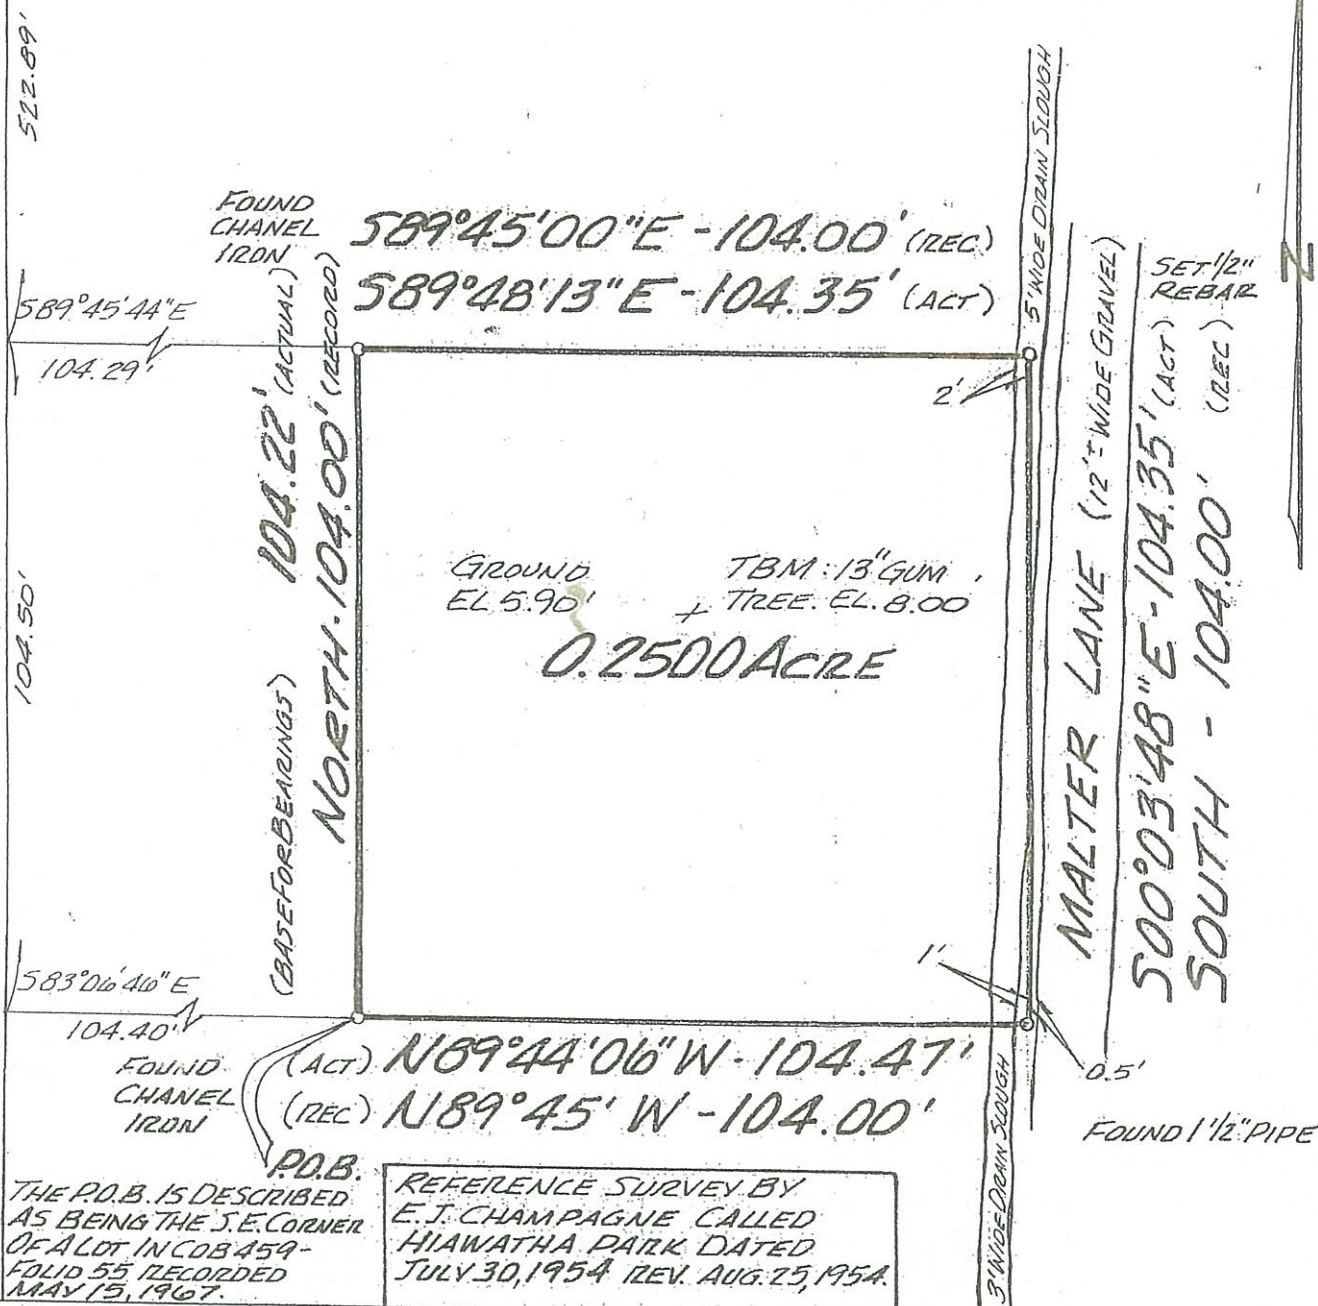 522.89'
5' WIDE DRAIN SLOUGH
FOUND
CHANEL
IRON
S89°45'00"E - 104.00' (REC)
S89°48'13"E - 104.35' (ACT)
SET 1/2"
REBAR
N
S89°45'44"E
104.29'
2'
104.22' (ACTUAL)
NORTH - 104.00' (RECORD)
(BASE FOR BEARINGS)
104.50'
GROUND
EL 5.90'
TBM: 13" GUM
TREE. EL. 8.00
0.2500 ACRE
MALTER LANE (12'± WIDE GRAVEL)
S00°03'48"E - 104.35' (ACT)
SOUTH - 104.00' (REC)
1'
S83°06'46"E
104.40'
FOUND
CHANEL
IRON
(ACT) N89°44'06"W - 104.47'
(REC) N89°45' W - 104.00'
0.5'
FOUND 1 1/2" PIPE
3' WIDE DRAIN SLOUGH
P.O.B.
THE P.O.B. IS DESCRIBED
AS BEING THE S.E. CORNER
OF A LOT IN COB 459-
FOLIO 55 RECORDED
MAY 15, 1967.
REFERENCE SURVEY BY
E.J. CHAMPAGNE CALLED
HIAWATHA PARK DATED
JULY 30, 1954 REV. AUG. 25, 1954.